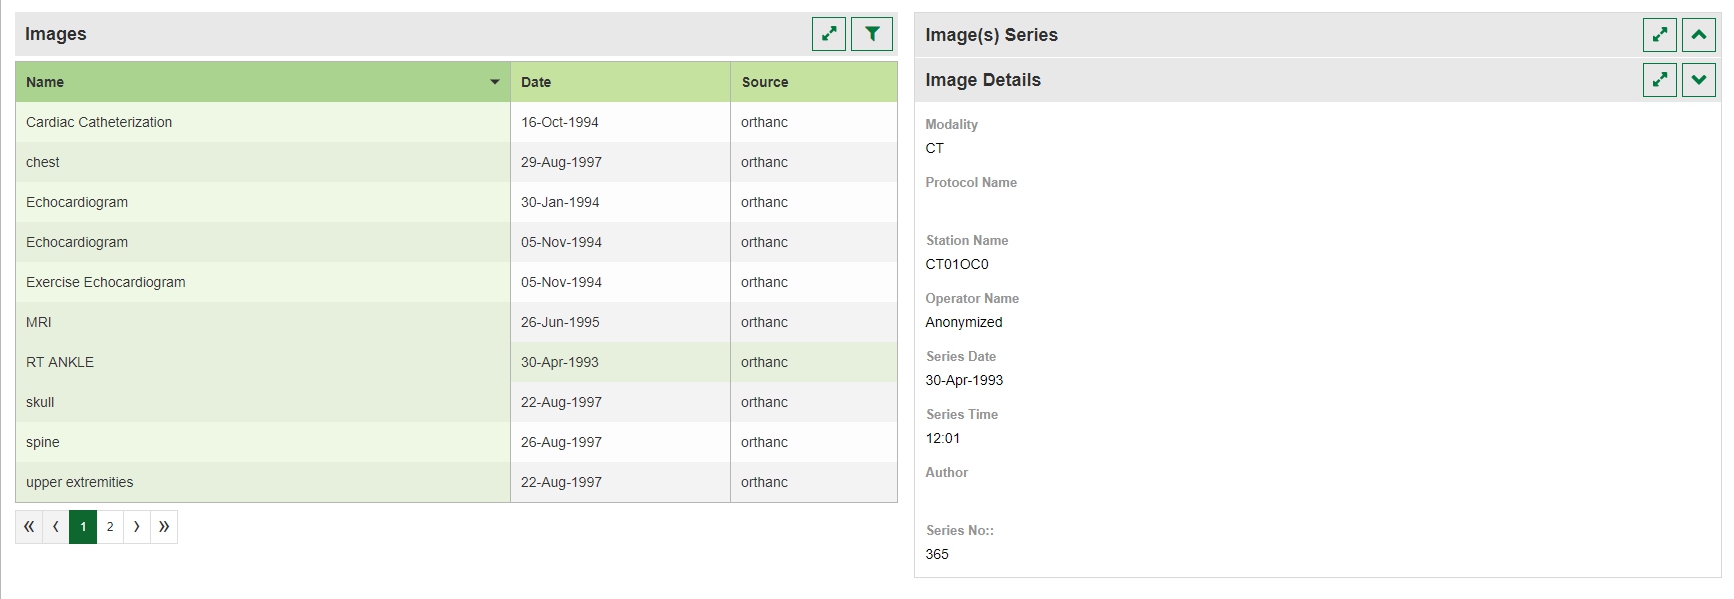 Images
Name Date Source
Cardiac Catheterization 16-Oct-1994 orthanc
chest 29-Aug-1997 orthanc
Echocardiogram 30-Jan-1994 orthanc
Echocardiogram 05-Nov-1994 orthanc
Exercise Echocardiogram 05-Nov-1994 orthanc
MRI 26-Jun-1995 orthanc
RT ANKLE 30-Apr-1993 orthanc
skull 22-Aug-1997 orthanc
spine 26-Aug-1997 orthanc
upper extremities 22-Aug-1997 orthanc
« ‹ 1 2 › »
Image(s) Series
Image Details
Modality
CT
Protocol Name
Station Name
CT01OC0
Operator Name
Anonymized
Series Date
30-Apr-1993
Series Time
12:01
Author
Series No::
365